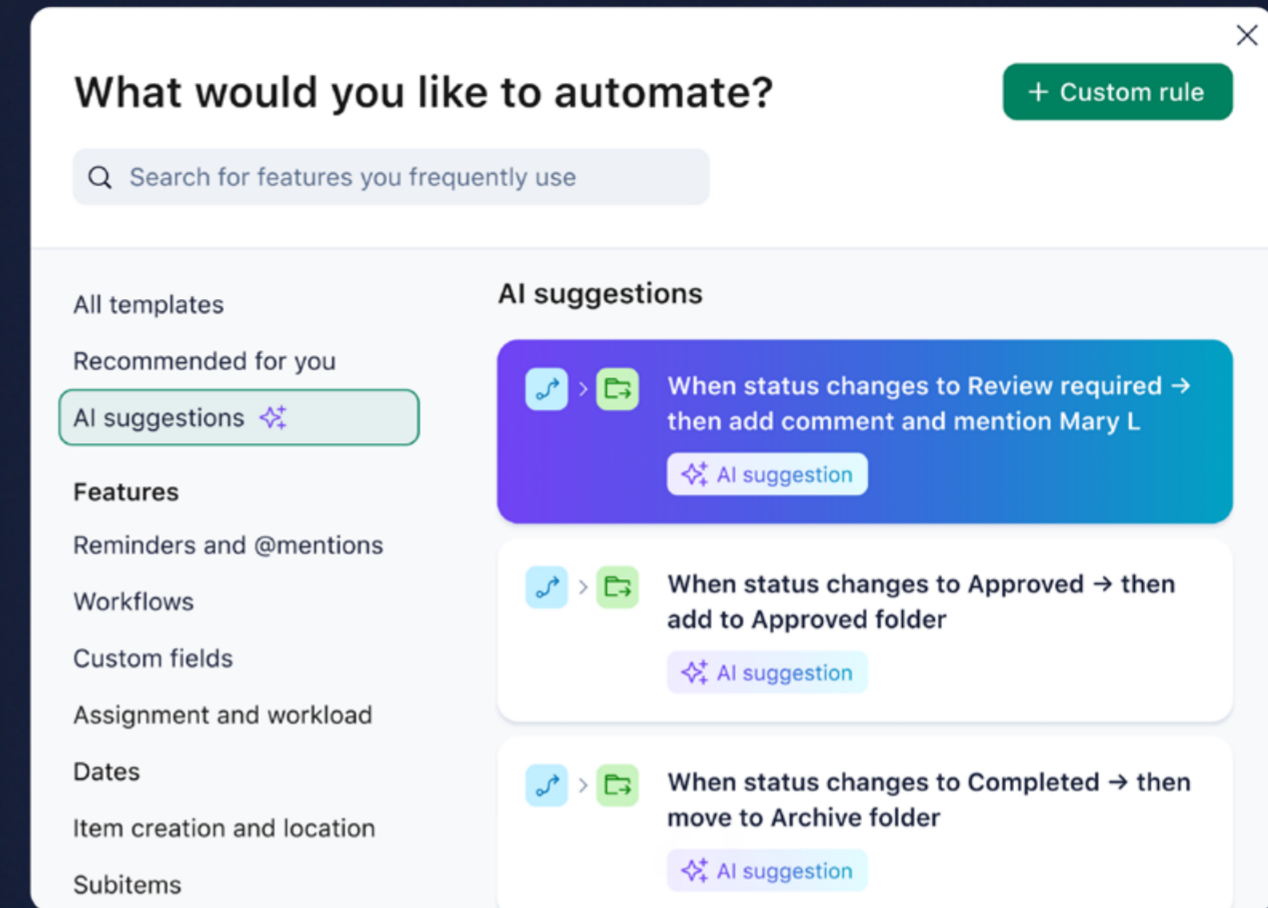 What would you like to automate?
+ Custom rule
Search for features you frequently use
All templates
Recommended for you
AI suggestions
Features
Reminders and @mentions
Workflows
Custom fields
Assignment and workload
Dates
Item creation and location
Subitems
AI suggestions
When status changes to Review required →
then add comment and mention Mary L
AI suggestion
When status changes to Approved → then
add to Approved folder
AI suggestion
When status changes to Completed → then
move to Archive folder
AI suggestion